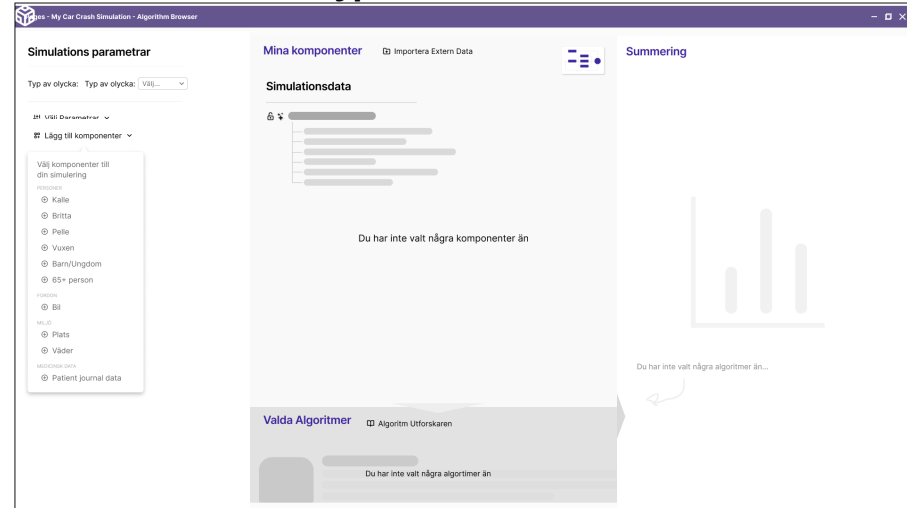 ges - My Car Crash Simulation - Algorithm Browser
Simulations parametrar
Typ av olycka: Typ av olycka: Välj...
Välj Parametrar
Lägg till komponenter
Välj komponenter till
din simulering
PERSONER
Kalle
Britta
Pelle
Vuxen
Barn/Ungdom
65+ person
FORDON
Bil
MILJÖ
Plats
Väder
MEDICINSK DATA
Patient journal data
Mina komponenter Importera Extern Data
Simulationsdata
Du har inte valt några komponenter än
Valda Algoritmer Algoritm Utforskaren
Du har inte valt några algortimer än
Summering
Du har inte valt några algoritmer än...